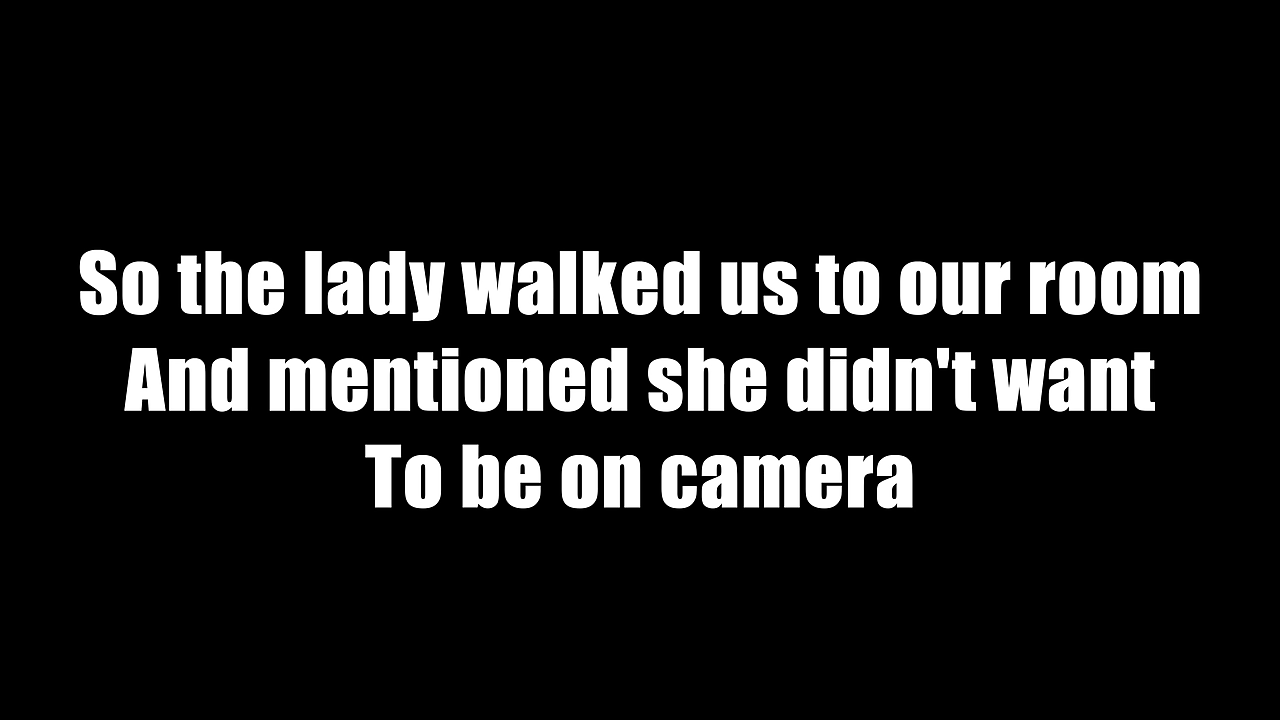 So the lady walked us to our room
And mentioned she didn't want
To be on camera